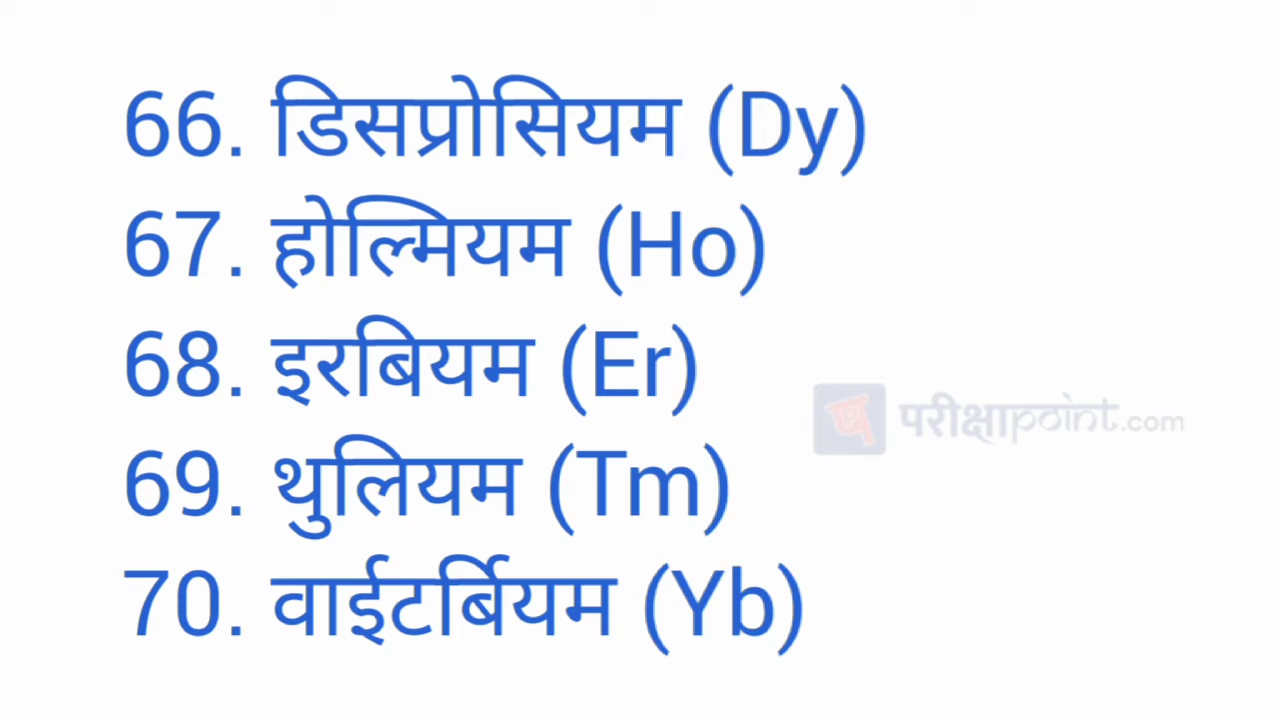 66. डिसप्रोसियम (Dy)
67. होल्मियम (Ho)
68. इरबियम (Er)
प परीक्षाpoint.com
69. थुलियम (Tm)
70. वाईटर्बियम (Yb)